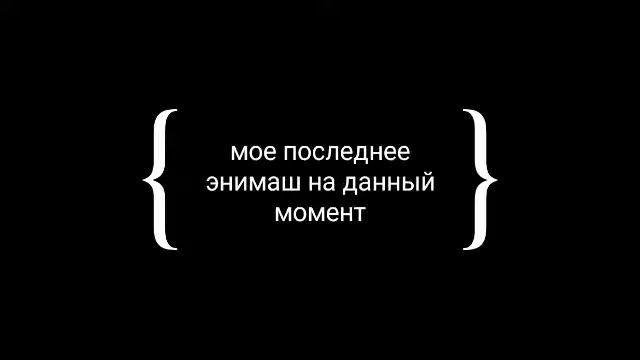 мое последнее
энимаш на данный
момент